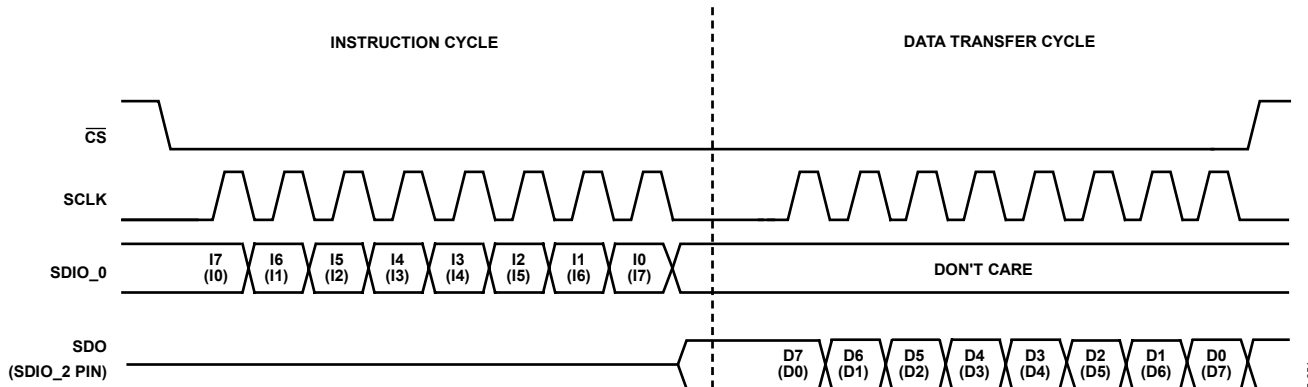 INSTRUCTION CYCLE DATA TRANSFER CYCLE
CS
SCLK
I7 I6 I5 I4 I3 I2 I1 I0
SDIO_0 (I0) (I1) (I2) (I3) (I4) (I5) (I6) (I7) DON'T CARE
SDO D7 D6 D5 D4 D3 D2 D1 D0
(SDIO_2 PIN) (D0) (D1) (D2) (D3) (D4) (D5) (D6) (D7)